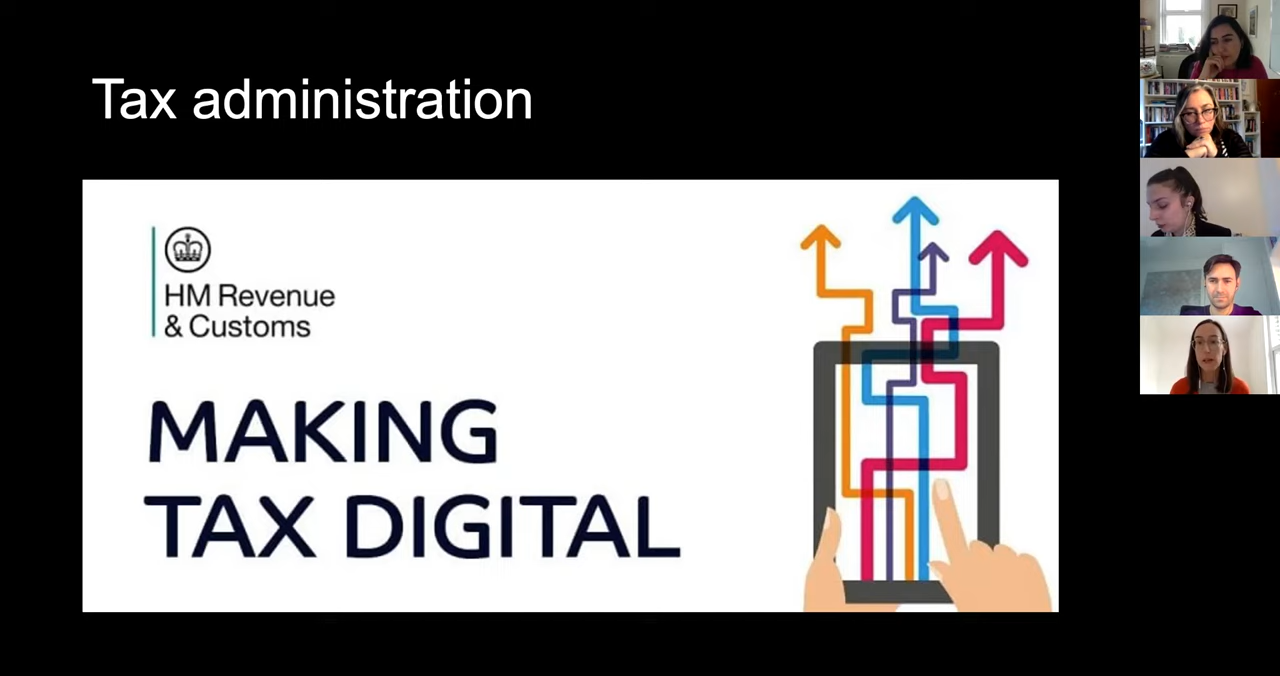 Tax administration
HM Revenue
& Customs
MAKING
TAX DIGITAL